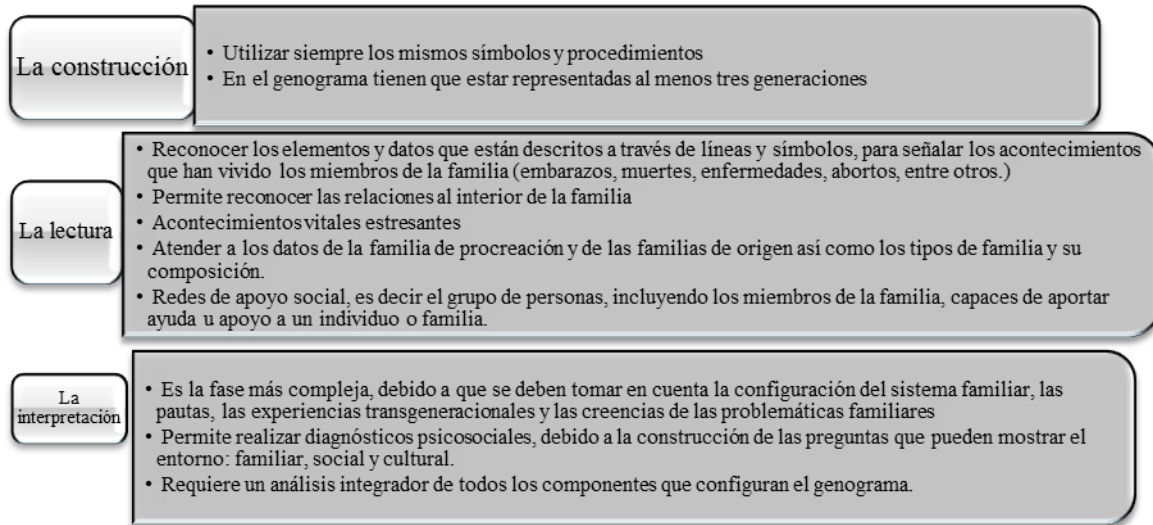 La construcción
• Utilizar siempre los mismos símbolos y procedimientos
• En el genograma tienen que estar representadas al menos tres generaciones
La lectura
• Reconocer los elementos y datos que están descritos a través de líneas y símbolos, para señalar los acontecimientos
que han vivido los miembros de la familia (embarazos, muertes, enfermedades, abortos, entre otros.)
• Permite reconocer las relaciones al interior de la familia
• Acontecimientos vitales estresantes
• Atender a los datos de la familia de procreación y de las familias de origen así como los tipos de familia y su
composición.
• Redes de apoyo social, es decir el grupo de personas, incluyendo los miembros de la familia, capaces de aportar
ayuda u apoyo a un individuo o familia.
La
interpretación
• Es la fase más compleja, debido a que se deben tomar en cuenta la configuración del sistema familiar, las
pautas, las experiencias transgeneracionales y las creencias de las problemáticas familiares
• Permite realizar diagnósticos psicosociales, debido a la construcción de las preguntas que pueden mostrar el
entorno: familiar, social y cultural.
• Requiere un análisis integrador de todos los componentes que configuran el genograma.